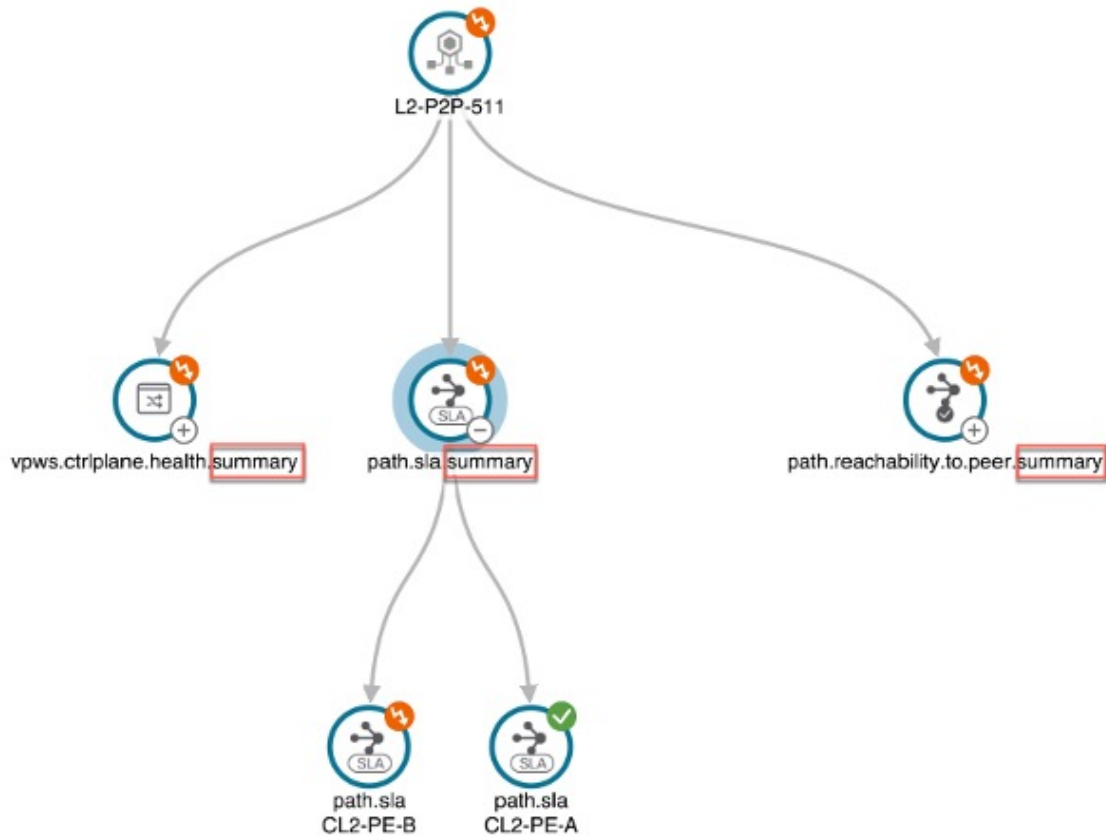 L2-P2P-511
SLA
vpws.ctrlplane.health.summary
path.sla.summary
path.reachability.to.peer.summary
SLA
SLA
path.sla
CL2-PE-B
path.sla
CL2-PE-A